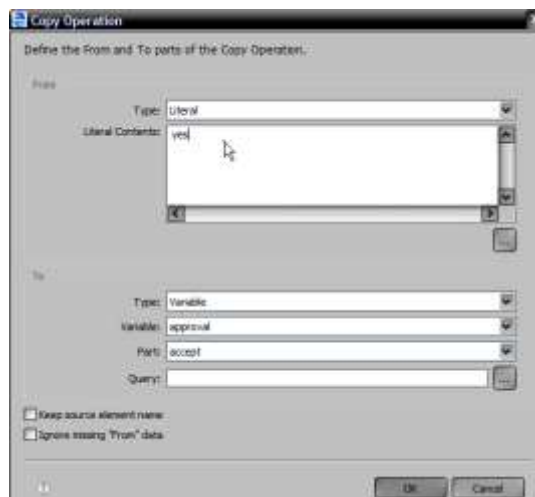 Copy Operation
Define the From and To parts of the Copy Operation.
From
Type: Literal
Literal Contents: yes
...
To
Type: Variable
Variable: approval
Part: accept
Query:
...
Keep source element name
Ignore missing "From" data
OK Cancel